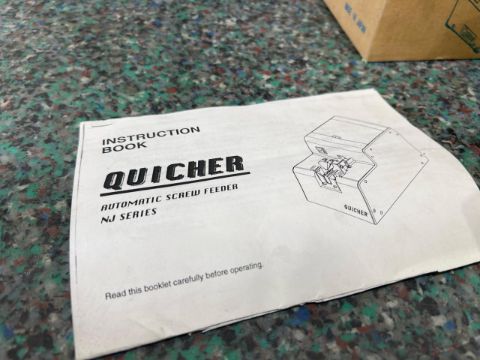 INSTRUCTION
BOOK
QUICHER
AUTOMATIC SCREW FEEDER
NJ SERIES
Read this booklet carefully before operating.
QUICHER